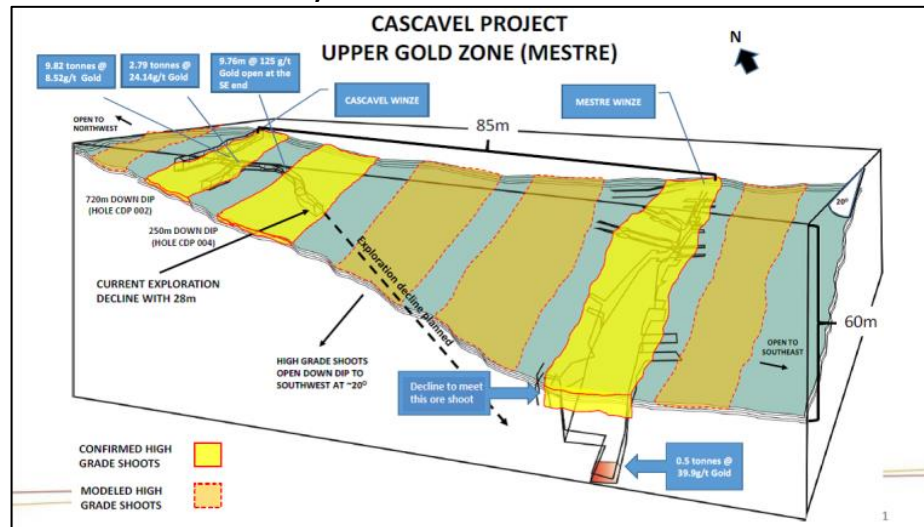 CASCAVEL PROJECT
UPPER GOLD ZONE (MESTRE)
N
9.82 tonnes @
8.52g/t Gold
2.79 tonnes @
24.14g/t Gold
9.76m @ 125 g/t
Gold open at the
SE end
CASCAVEL WINZE
MESTRE WINZE
OPEN TO
NORTHWEST
85m
20⁰
720m DOWN DIP
(HOLE CDP 002)
250m DOWN DIP
(HOLE CDP 004)
CURRENT EXPLORATION
DECLINE WITH 28m
Exploration decline planned
60m
OPEN TO
SOUTHEAST
HIGH GRADE SHOOTS
OPEN DOWN DIP TO
SOUTHWEST AT ~20⁰
Decline to meet
this ore shoot
CONFIRMED HIGH
GRADE SHOOTS
0.5 tonnes @
39.9g/t Gold
MODELED HIGH
GRADE SHOOTS
1